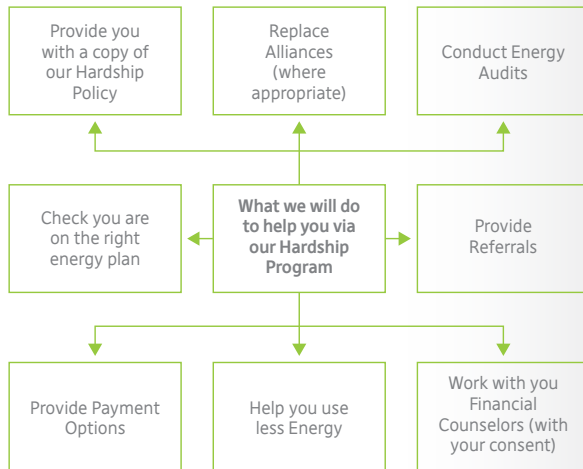 Provide you
with a copy of
our Hardship
Policy
Replace
Alliances
(where
appropriate)
Conduct Energy
Audits
Check you are
on the right
energy plan
What we will do
to help you via
our Hardship
Program
Provide
Referrals
Provide Payment
Options
Help you use
less Energy
Work with you
Financial
Counselors (with
your consent)